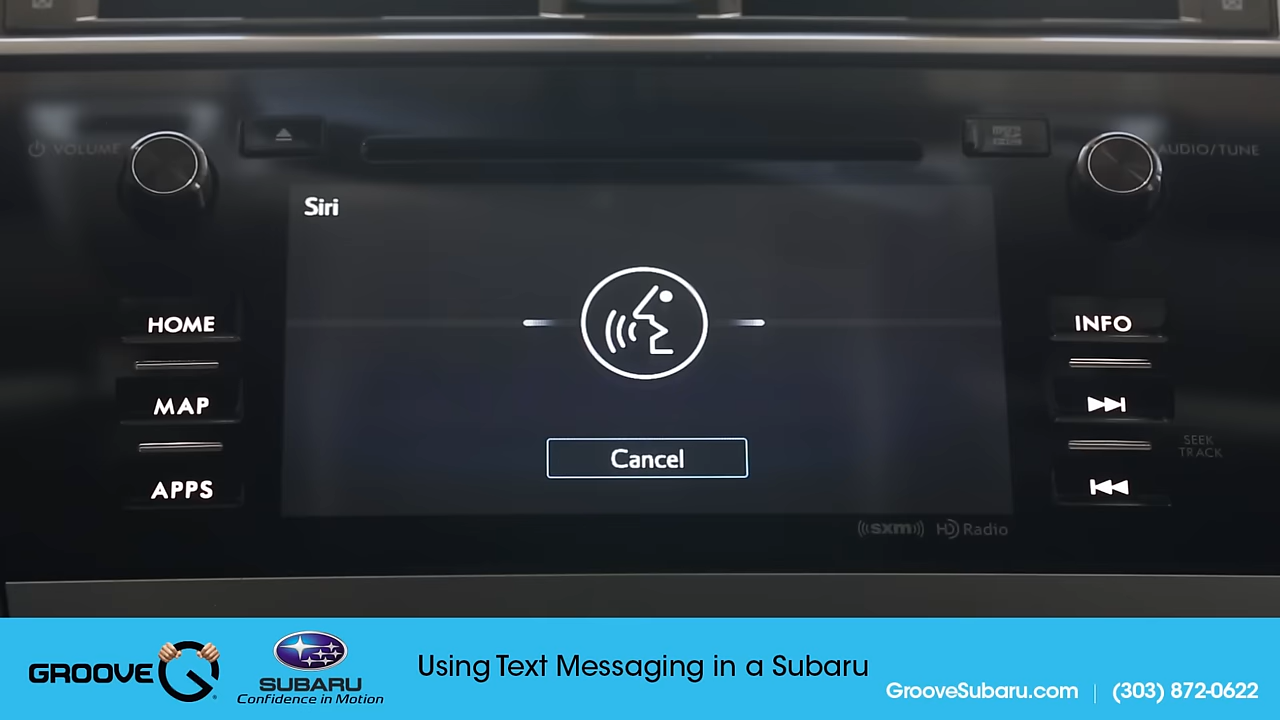 VOLUME
AUDIO/TUNE
Siri
HOME
INFO
MAP
SEEK
TRACK
Cancel
APPS
((sxm)) HD Radio
GROOVE
SUBARU
Confidence in Motion
Using Text Messaging in a Subaru
GrooveSubaru.com | (303) 872-0622